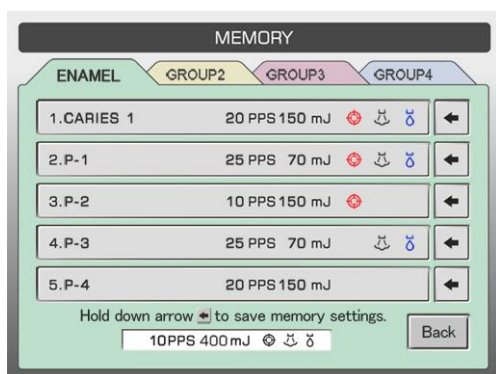 MEMORY
ENAMEL GROUP2 GROUP3 GROUP4
1.CARIES 1 20 PPS 150 mJ
2.P-1 25 PPS 70 mJ
3.P-2 10 PPS 150 mJ
4.P-3 25 PPS 70 mJ
5.P-4 20 PPS 150 mJ
Hold down arrow to save memory settings.
10PPS 400 mJ
Back